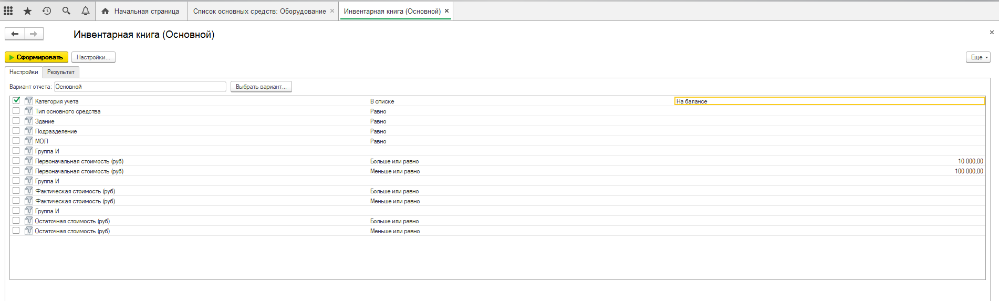 Начальная страница Список основных средств: Оборудование Инвентарная книга (Основной)
Инвентарная книга (Основной)
Сформировать Настройки... Еще
Настройки Результат
Вариант отчета: Основной Выбрать вариант...
Категория учета В списке На балансе
Тип основного средства Равно
Здание Равно
Подразделение Равно
МОЛ Равно
Группа И
Первоначальная стоимость (руб) Больше или равно 10 000,00
Первоначальная стоимость (руб) Меньше или равно 100 000,00
Группа И
Фактическая стоимость (руб) Больше или равно
Фактическая стоимость (руб) Меньше или равно
Группа И
Остаточная стоимость (руб) Больше или равно
Остаточная стоимость (руб) Меньше или равно